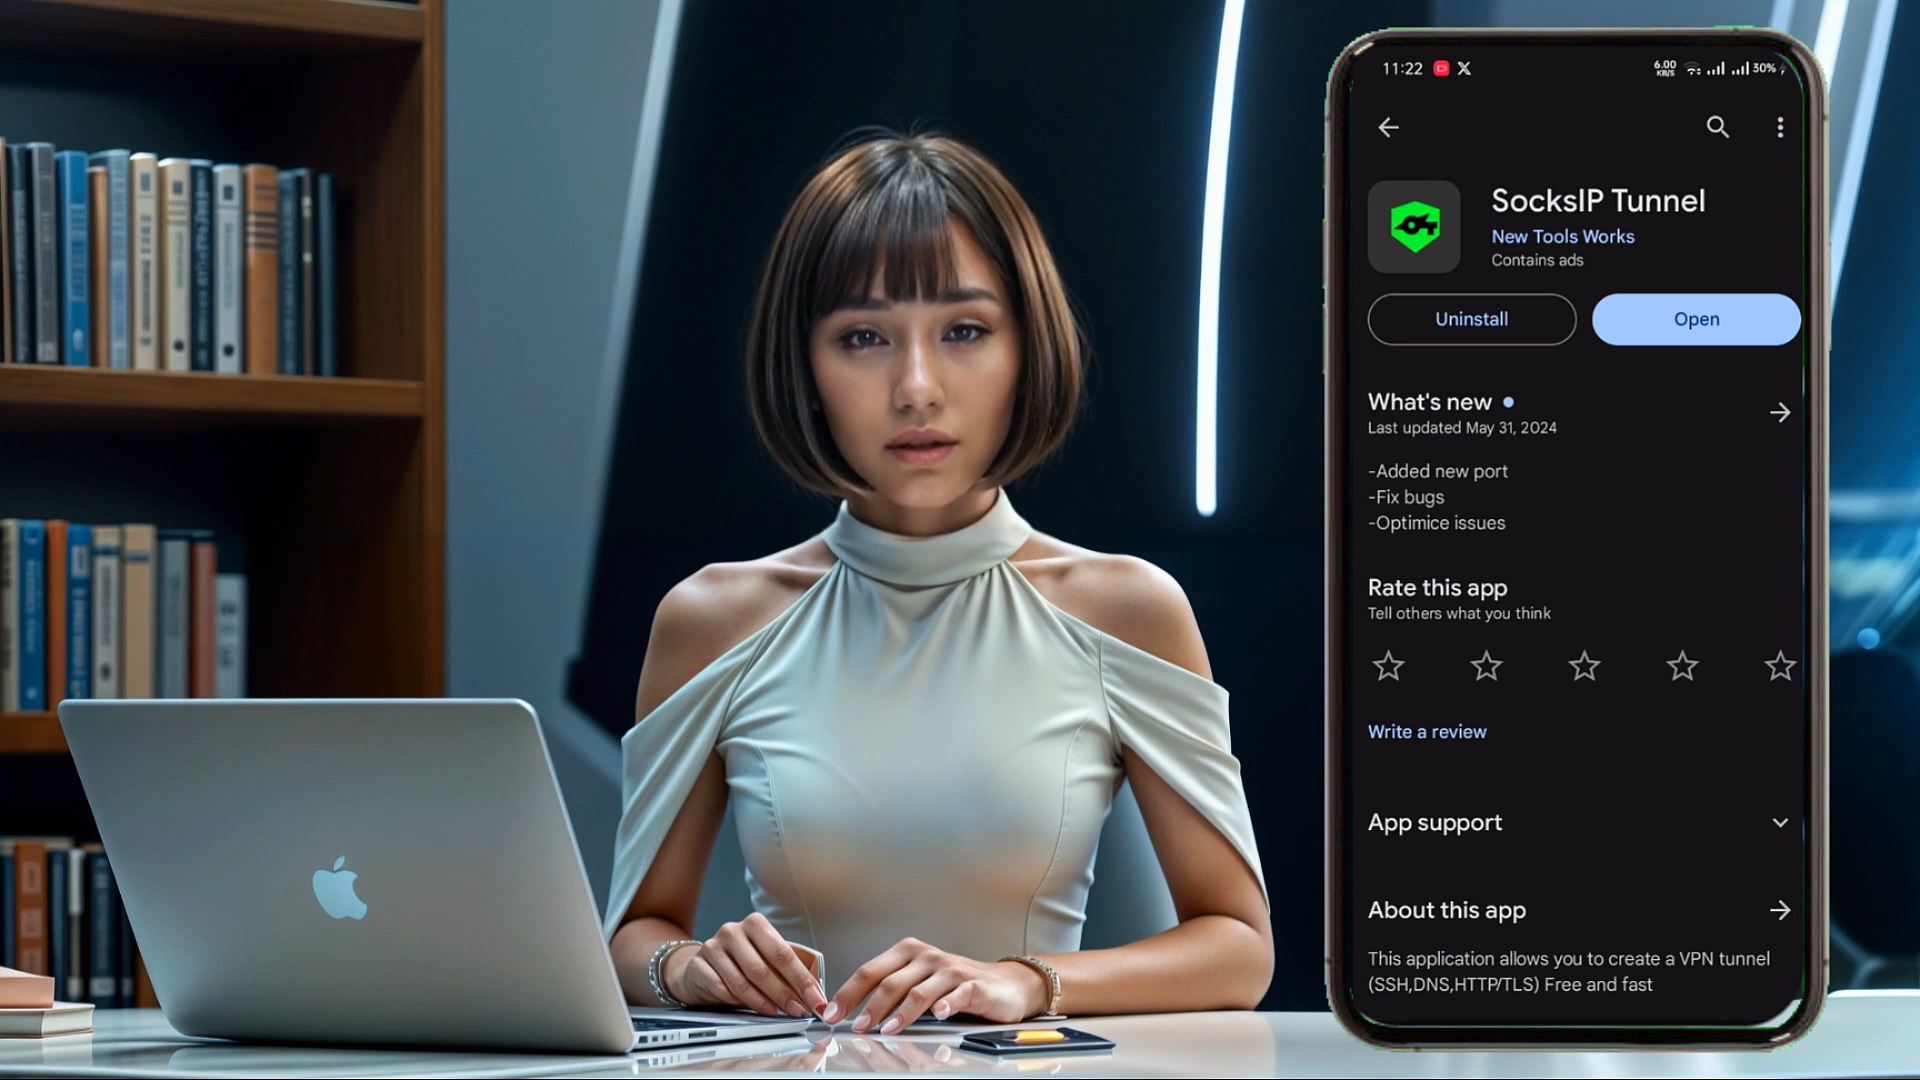 11:22
6.00
KB/S
30%
SocksIP Tunnel
New Tools Works
Contains ads
Uninstall
Open
What's new
Last updated May 31, 2024
-Added new port
-Fix bugs
-Optimice issues
Rate this app
Tell others what you think
Write a review
App support
About this app
This application allows you to create a VPN tunnel
(SSH,DNS,HTTP/TLS) Free and fast